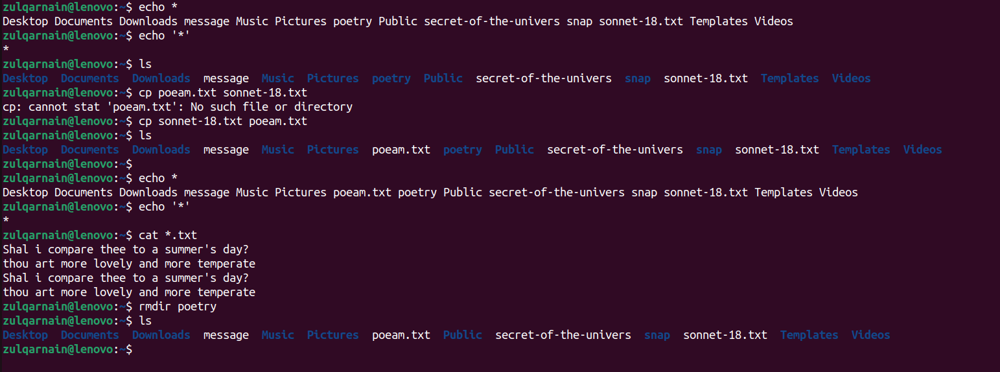 zulqarnain@lenovo:~$ echo *
Desktop Documents Downloads message Music Pictures poetry Public secret-of-the-univers snap sonnet-18.txt Templates Videos
zulqarnain@lenovo:~$ echo '*'
*
zulqarnain@lenovo:~$ ls
Desktop  Documents  Downloads  message  Music  Pictures  poetry  Public  secret-of-the-univers  snap  sonnet-18.txt  Templates  Videos
zulqarnain@lenovo:~$ cp poeam.txt sonnet-18.txt
cp: cannot stat 'poeam.txt': No such file or directory
zulqarnain@lenovo:~$ cp sonnet-18.txt poeam.txt
zulqarnain@lenovo:~$ ls
Desktop  Documents  Downloads  message  Music  Pictures  poeam.txt  poetry  Public  secret-of-the-univers  snap  sonnet-18.txt  Templates  Videos
zulqarnain@lenovo:~$
zulqarnain@lenovo:~$ echo *
Desktop Documents Downloads message Music Pictures poeam.txt poetry Public secret-of-the-univers snap sonnet-18.txt Templates Videos
zulqarnain@lenovo:~$ echo '*'
*
zulqarnain@lenovo:~$ cat *.txt
Shal i compare thee to a summer's day?
thou art more lovely and more temperate
Shal i compare thee to a summer's day?
thou art more lovely and more temperate
zulqarnain@lenovo:~$ rmdir poetry
zulqarnain@lenovo:~$ ls
Desktop  Documents  Downloads  message  Music  Pictures  poeam.txt  Public  secret-of-the-univers  snap  sonnet-18.txt  Templates  Videos
zulqarnain@lenovo:~$